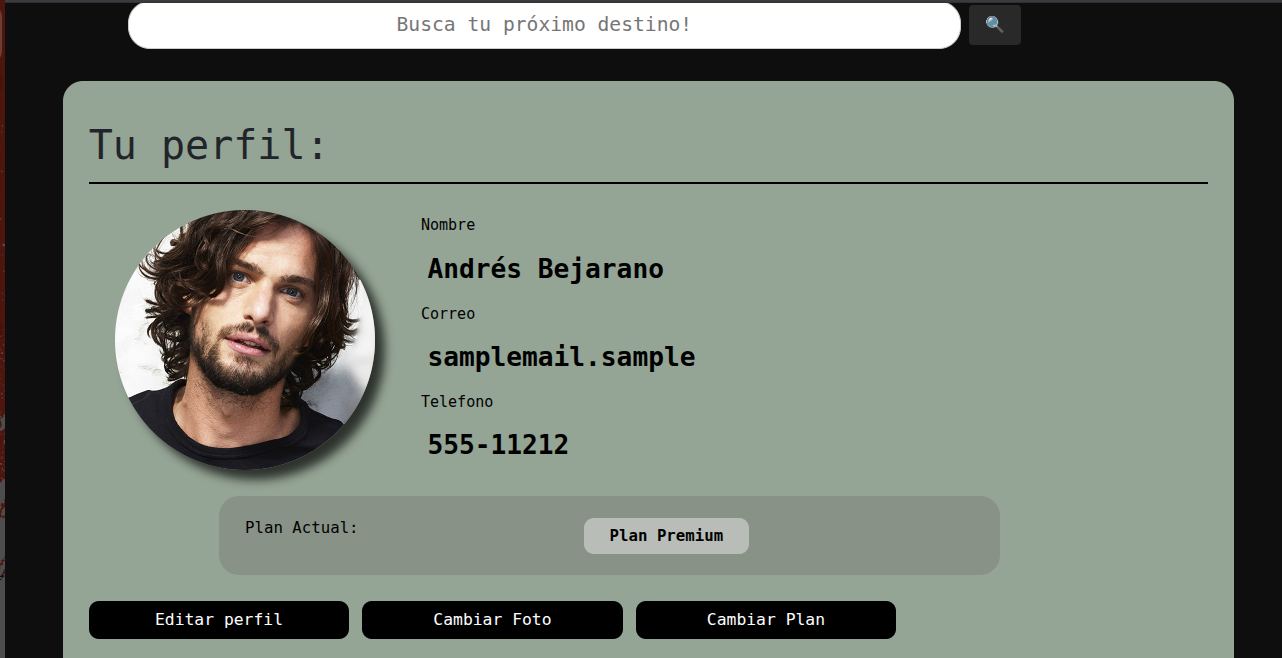 Busca tu próximo destino!
Tu perfil:
Nombre
Andrés Bejarano
Correo
samplemail.sample
Telefono
555-11212
Plan Actual:
Plan Premium
Editar perfil
Cambiar Foto
Cambiar Plan